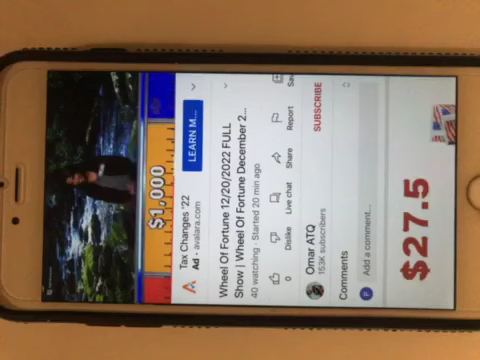 $1,000
Tax Changes '22
Ad · avalara.com
LEARN M...
Wheel Of Fortune 12/20/2022 FULL
Show | Wheel Of Fortune December 2...
40 watching · Started 20 min ago
0
Dislike
Live chat
Share
Report
Sav
Omar ATQ
153K subscribers
SUBSCRIBE
Comments
Add a comment...
$27.5